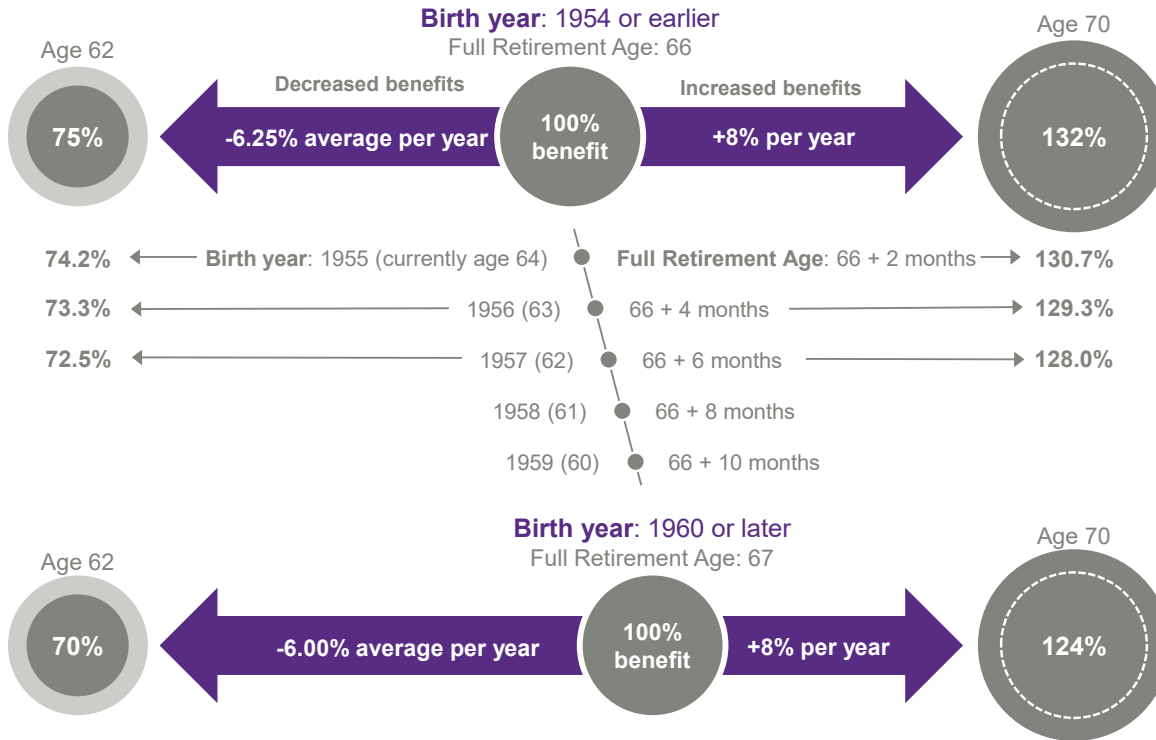 Birth year: 1954 or earlier
Full Retirement Age: 66
Age 62
Age 70
Decreased benefits
Increased benefits
75%
-6.25% average per year
100%
benefit
+8% per year
132%
74.2%
Birth year: 1955 (currently age 64)
Full Retirement Age: 66 + 2 months
130.7%
73.3%
1956 (63)
66 + 4 months
129.3%
72.5%
1957 (62)
66 + 6 months
128.0%
1958 (61)
66 + 8 months
1959 (60)
66 + 10 months
Birth year: 1960 or later
Full Retirement Age: 67
Age 62
Age 70
70%
-6.00% average per year
100%
benefit
+8% per year
124%